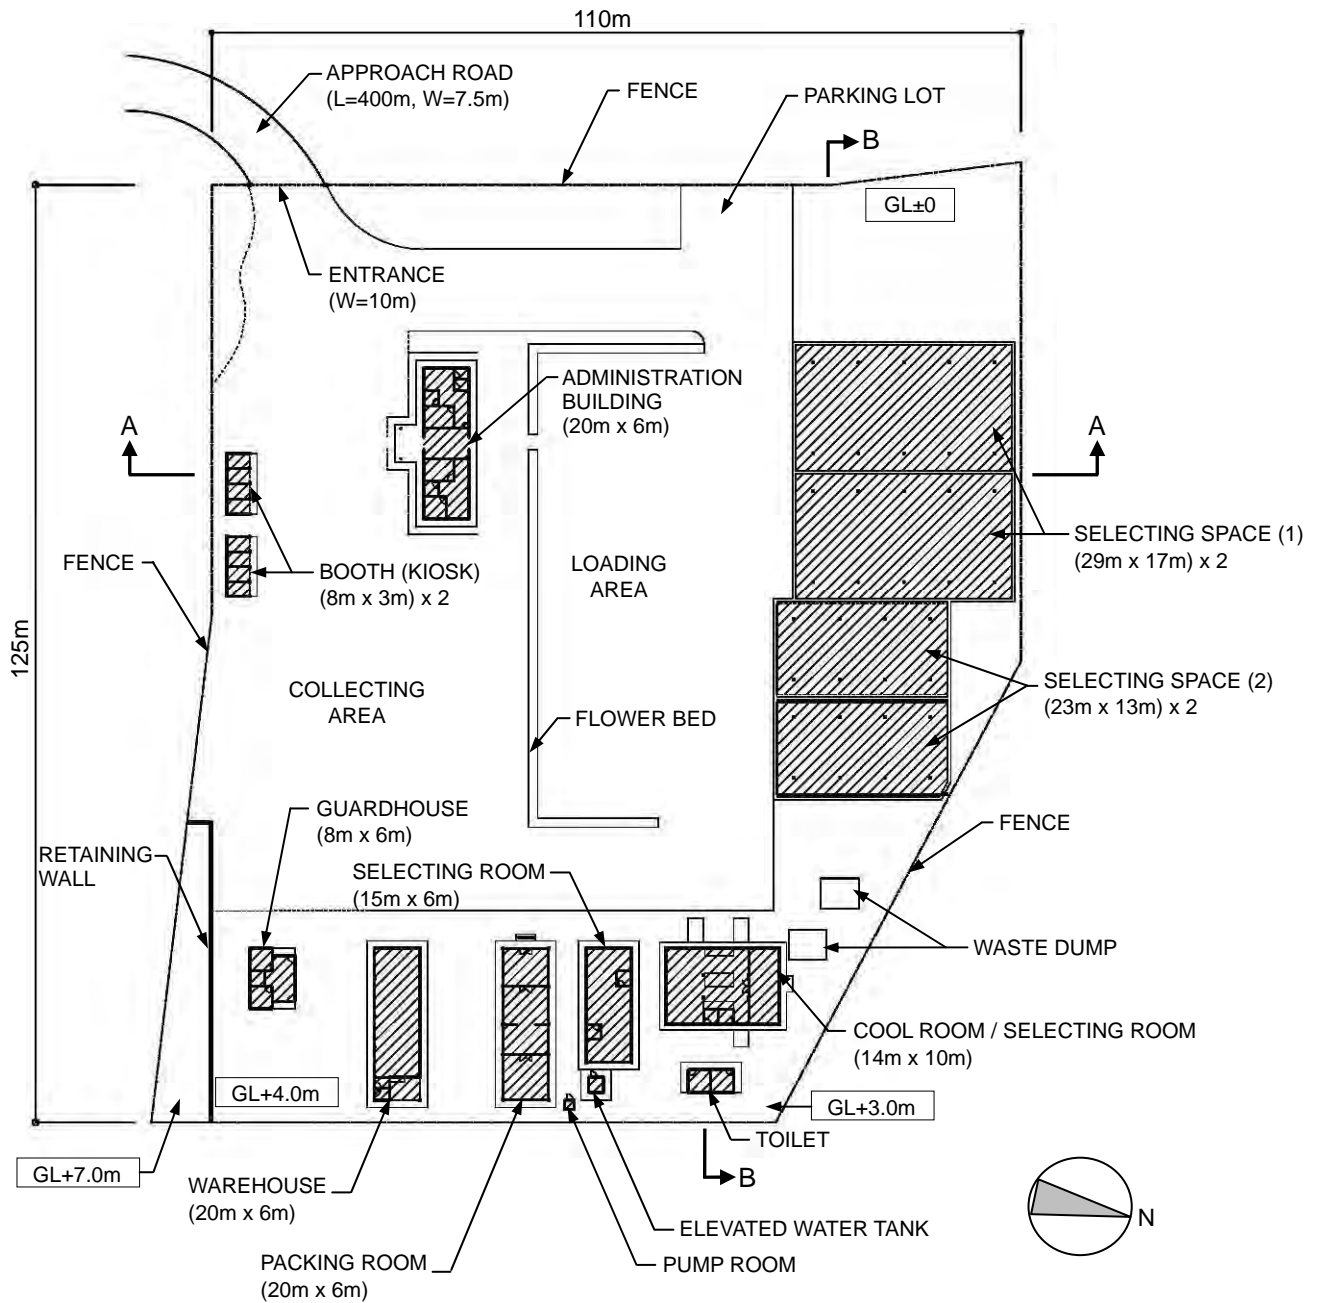 110m
APPROACH ROAD
(L=400m, W=7.5m)
FENCE
PARKING LOT
B
GL±0
ENTRANCE
(W=10m)
ADMINISTRATION
BUILDING
(20m x 6m)
A
A
SELECTING SPACE (1)
(29m x 17m) x 2
FENCE
BOOTH (KIOSK)
(8m x 3m) x 2
LOADING
AREA
125m
COLLECTING
AREA
SELECTING SPACE (2)
(23m x 13m) x 2
FLOWER BED
GUARDHOUSE
(8m x 6m)
FENCE
RETAINING
WALL
SELECTING ROOM
(15m x 6m)
WASTE DUMP
COOL ROOM / SELECTING ROOM
(14m x 10m)
GL+4.0m
GL+3.0m
TOILET
GL+7.0m
B
WAREHOUSE
(20m x 6m)
ELEVATED WATER TANK
N
PACKING ROOM
(20m x 6m)
PUMP ROOM